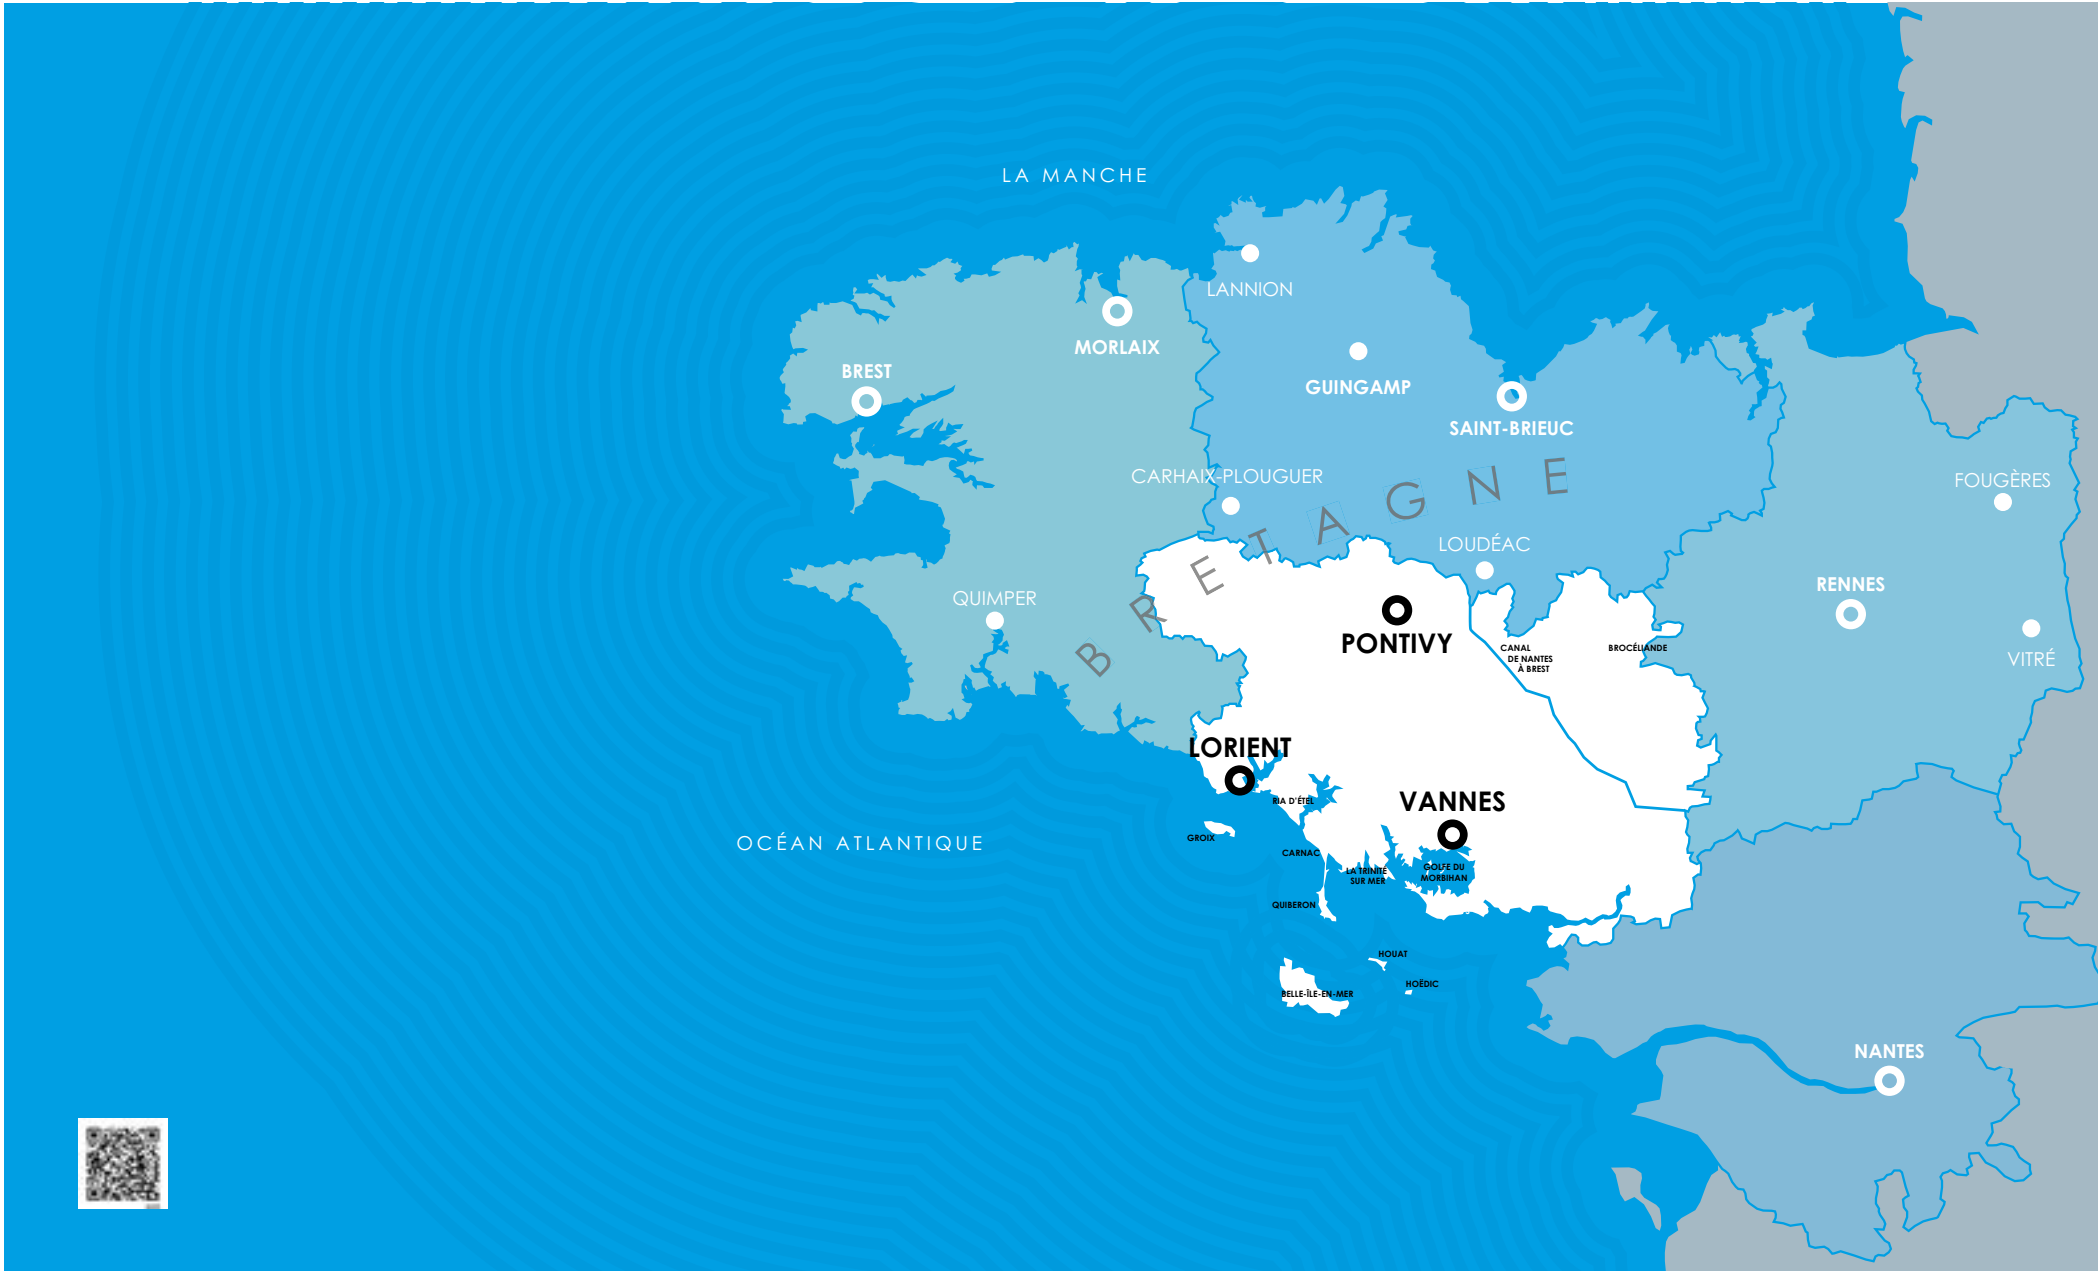 LA MANCHE
LANNION
MORLAIX
BREST
GUINGAMP
SAINT-BRIEUC
CARHAIX-PLOUGUER
BRETAGNE
FOUGÈRES
LOUDÉAC
RENNES
QUIMPER
PONTIVY
CANAL
DE NANTES
À BREST
BROCÉLIANDE
VITRÉ
LORIENT
RIA D'ÉTEL
VANNES
GROIX
OCÉAN ATLANTIQUE
CARNAC
LA TRINITÉ
SUR MER
GOLFE DU
MORBIHAN
QUIBERON
HOUAT
HOËDIC
BELLE-ÎLE-EN-MER
NANTES